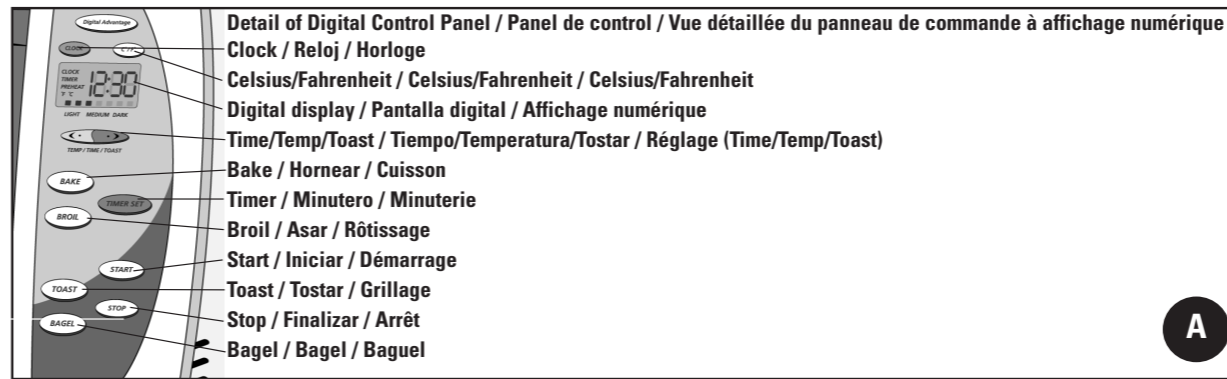 Detail of Digital Control Panel / Panel de control / Vue détaillée du panneau de commande à affichage numérique
Digital Advantage
CLOCK
Clock / Reloj / Horloge
Celsius/Fahrenheit / Celsius/Fahrenheit / Celsius/Fahrenheit
CLOCK
TIMER
PREHEAT
°F °C
12:30
Digital display / Pantalla digital / Affichage numérique
LIGHT MEDIUM DARK
Time/Temp/Toast / Tiempo/Temperatura/Tostar / Réglage (Time/Temp/Toast)
TEMP / TIME / TOAST
Bake / Hornear / Cuisson
BAKE
Timer / Minutero / Minuterie
TIMER SET
BROIL
Broil / Asar / Rôtissage
Start / Iniciar / Démarrage
START
TOAST
Toast / Tostar / Grillage
STOP
Stop / Finalizar / Arrêt
BAGEL
Bagel / Bagel / Baguel
A